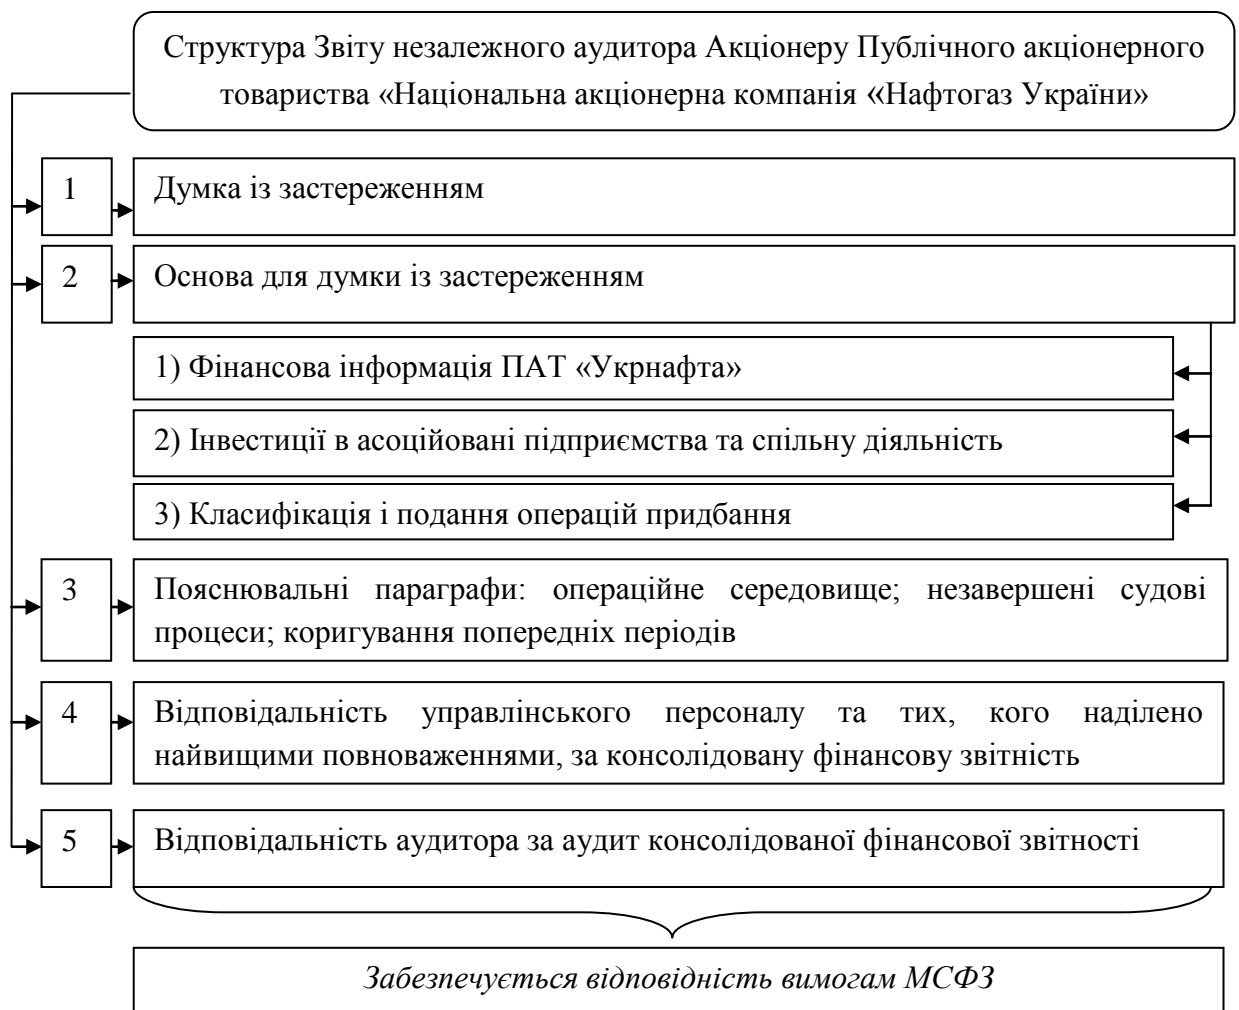 Структура Звіту незалежного аудитора Акціонеру Публічного акціонерного
товариства «Національна акціонерна компанія «Нафтогаз України»
1
Думка із застереженням
2
Основа для думки із застереженням
1) Фінансова інформація ПАТ «Укрнафта»
2) Інвестиції в асоційовані підприємства та спільну діяльність
3) Класифікація і подання операцій придбання
3
Пояснювальні параграфи: операційне середовище; незавершені судові
процеси; коригування попередніх періодів
4
Відповідальність управлінського персоналу та тих, кого наділено
найвищими повноваженнями, за консолідовану фінансову звітність
5
Відповідальність аудитора за аудит консолідованої фінансової звітності
Забезпечується відповідність вимогам МСФЗ